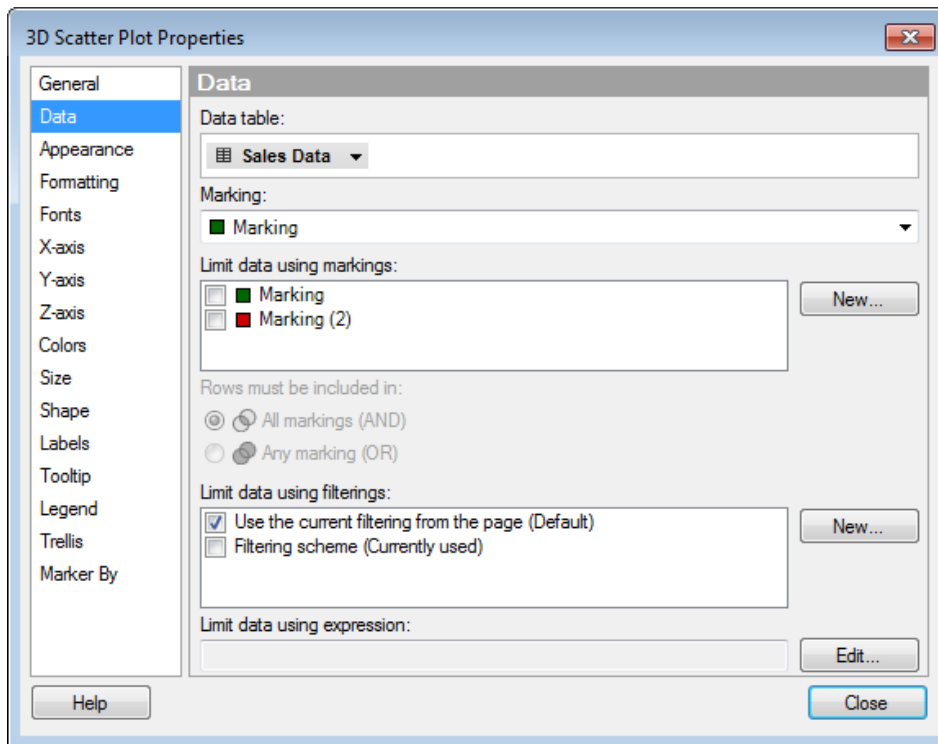 3D Scatter Plot Properties
General
Data
Appearance
Formatting
Fonts
X-axis
Y-axis
Z-axis
Colors
Size
Shape
Labels
Tooltip
Legend
Trellis
Marker By
Data
Data table:
Sales Data
Marking:
Marking
Limit data using markings:
Marking
Marking (2)
New...
Rows must be included in:
All markings (AND)
Any marking (OR)
Limit data using filterings:
Use the current filtering from the page (Default)
Filtering scheme (Currently used)
New...
Limit data using expression:
Edit...
Help
Close